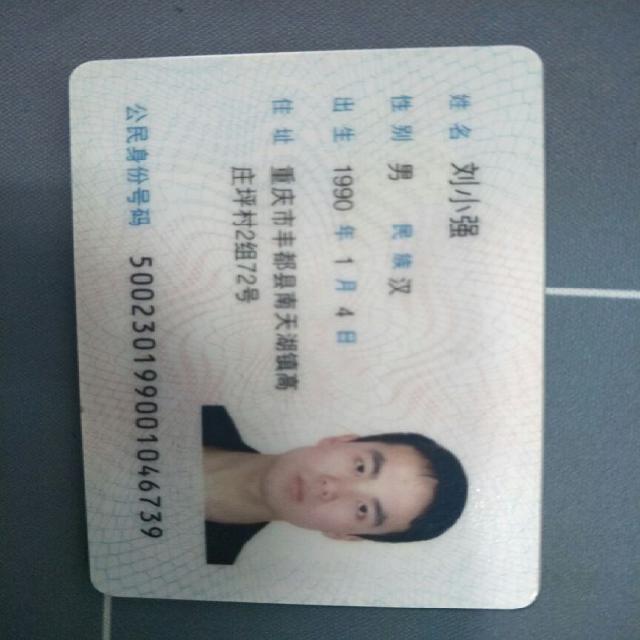 姓名 刘小强
性别 男 民族 汉
出生 1990 年 1 月 4 日
住址 重庆市丰都县南天湖镇高
庄坪村2组72号
公民身份号码 500230199001046739